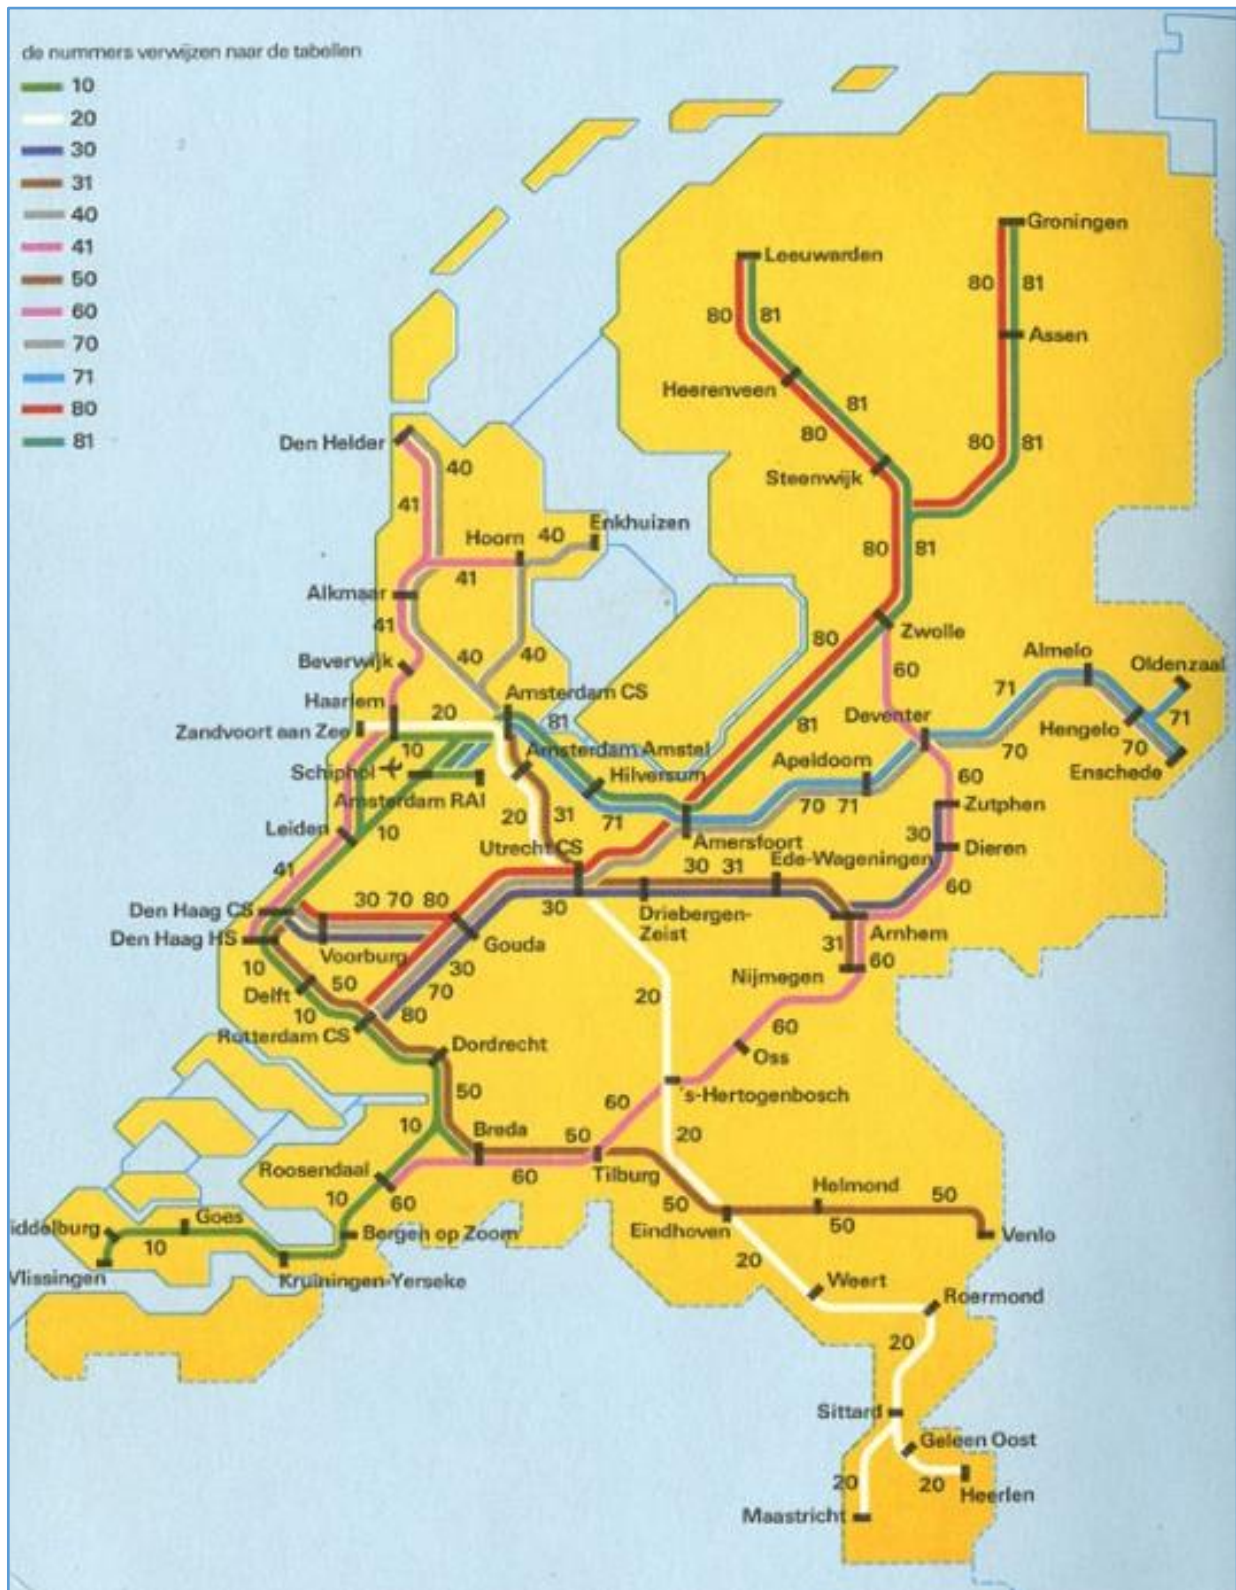 de nummers verwijzen naar de tabellen
10
20
30
31
40
41
50
60
70
71
80
81
Groningen
Leeuwarden
80 81
80 81
Assen
Heerenveen
81
80
80 81
Den Helder
40
Steenwijk
41
Enkhuizen
Hoorn 40
80 81
41
Alkmaar
41
Zwolle
80
Beverwijk
40 40
60
Almelo
Oldenzaal
Haarlem
Amsterdam CS
71
20
81
81
Deventer
Hengelo
71
Zandvoort aan Zee
10
Amsterdam Amstel
70
70
Schiphol
Hilversum
Apeldoorn
60
Enschede
Amsterdam RAI
70 71
Zutphen
20 31
71
Leiden
10
Amersfoort
30
Dieren
Utrecht CS
30 31
Ede-Wageningen
41
60
30 70 80
Den Haag CS
30
Driebergen-
Zeist
Den Haag HS
Gouda
31
Arnhem
Voorburg
10
30
60
Nijmegen
50
Delft
70
20
10
80
60
Rotterdam CS
Dordrecht
Oss
50
's-Hertogenbosch
60
10
Breda
50
20
Roosendaal
Tilburg
60
10
60
Helmond
50
50
Goes
50
iddelburg
Eindhoven
10
Bergen op Zoom
Venlo
20
Vlissingen
Kruiningen-Yerseke
Weert
Roermond
20
Sittard
Geleen Oost
20
20
Heerlen
Maastricht